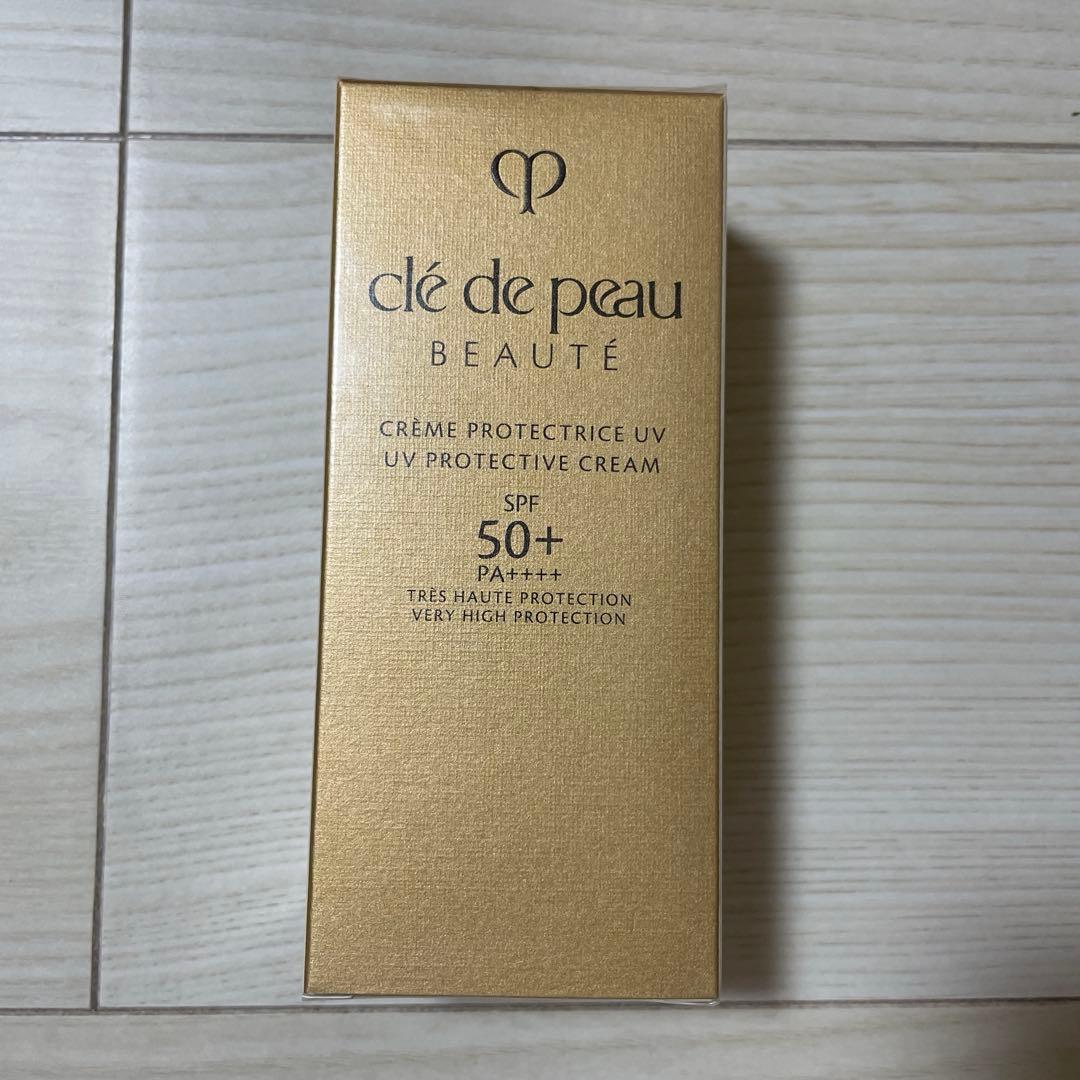 clé de peau
BEAUTÉ
CRÈME PROTECTRICE UV
UV PROTECTIVE CREAM
SPF
50+
PA++++
TRÈS HAUTE PROTECTION
VERY HIGH PROTECTION